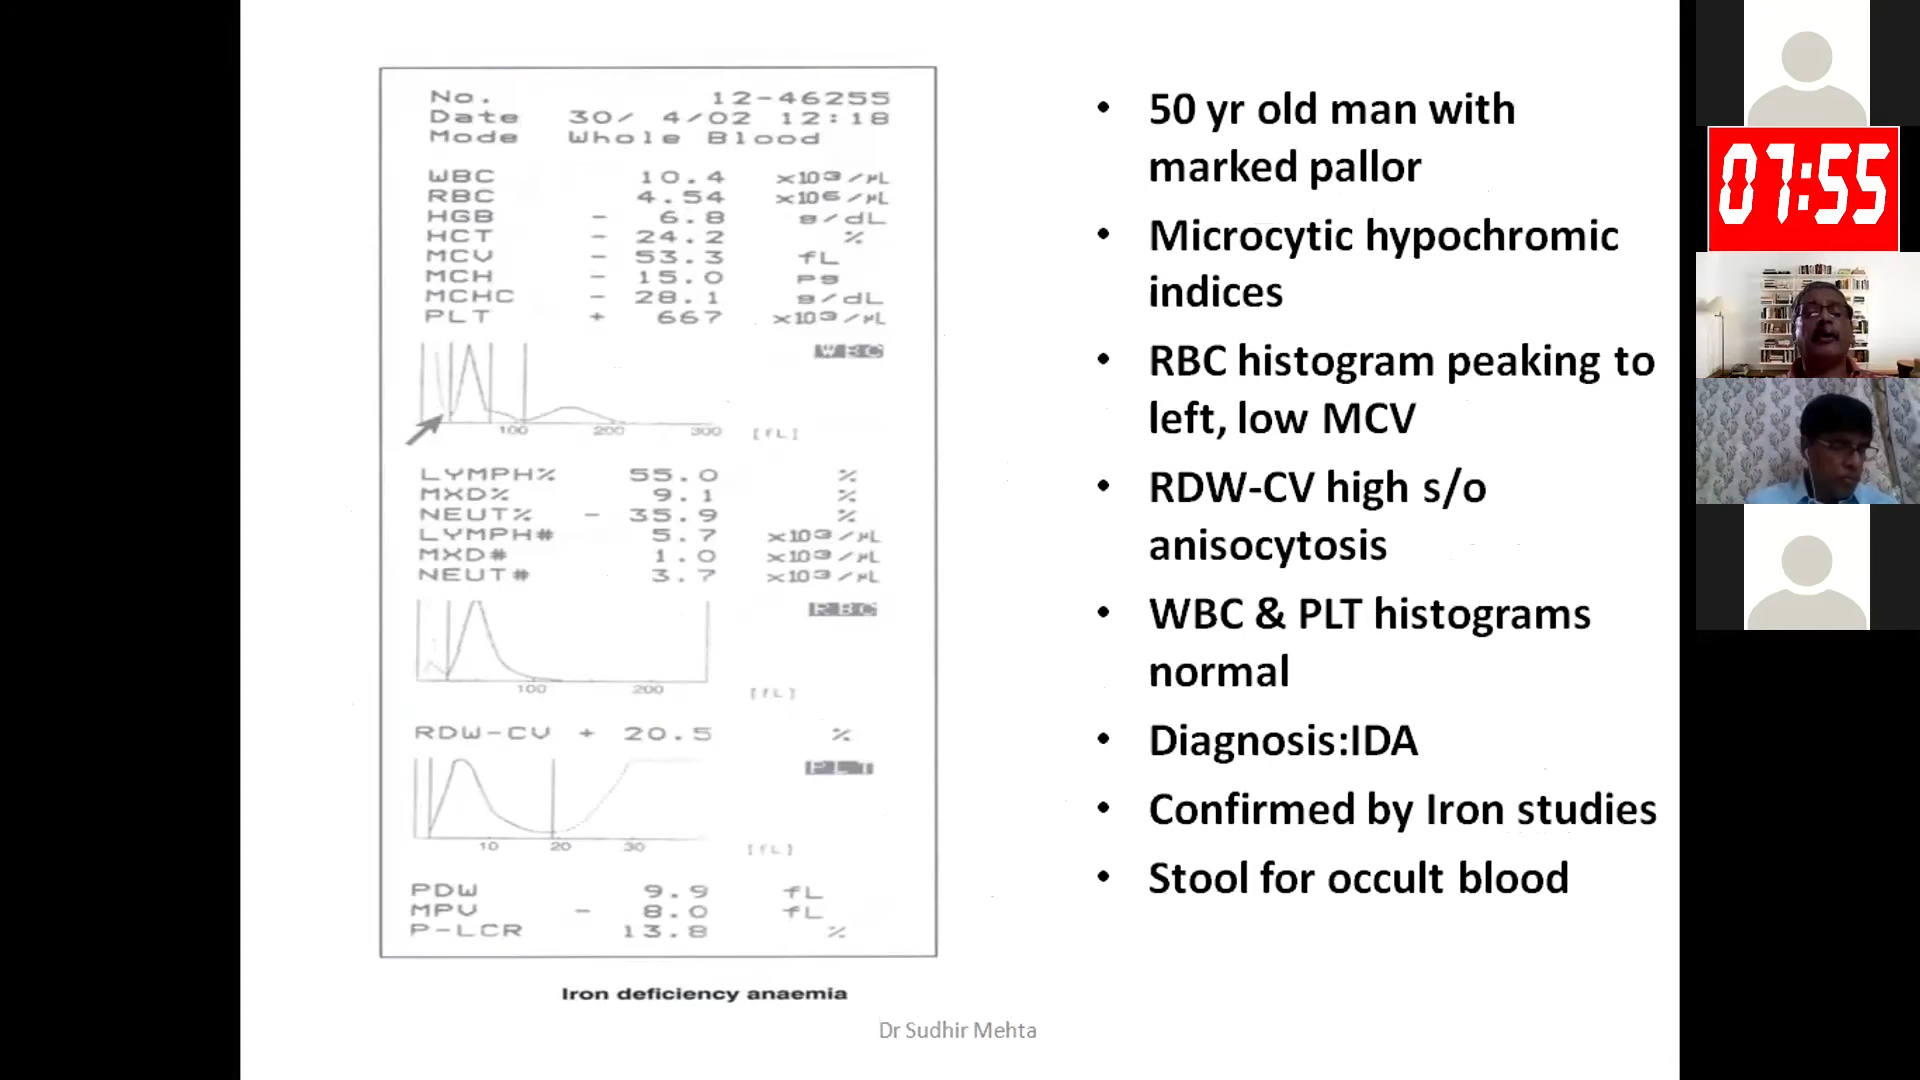 No. 12-46255
Date 30/ 4/02 12:18
Mode Whole Blood
WBC 10.4 x10³/µL
RBC 4.54 x10⁶/µL
HGB - 6.8 g/dL
HCT - 24.2 %
MCV - 53.3 fL
MCH - 15.0 pg
MCHC - 28.1 g/dL
PLT + 667 x10³/µL
WBC
100 200 300 [fL]
LYMPH% 55.0 %
MXD% 9.1 %
NEUT% - 35.9 %
LYMPH# 5.7 x10³/µL
MXD# 1.0 x10³/µL
NEUT# 3.7 x10³/µL
RBC
100 200 [fL]
RDW-CV + 20.5 %
PLT
10 20 30 [fL]
PDW 9.9 fL
MPV - 8.0 fL
P-LCR 13.8 %
Iron deficiency anaemia
• 50 yr old man with
marked pallor
• Microcytic hypochromic
indices
• RBC histogram peaking to
left, low MCV
• RDW-CV high s/o
anisocytosis
• WBC & PLT histograms
normal
• Diagnosis:IDA
• Confirmed by Iron studies
• Stool for occult blood
Dr Sudhir Mehta
07:55